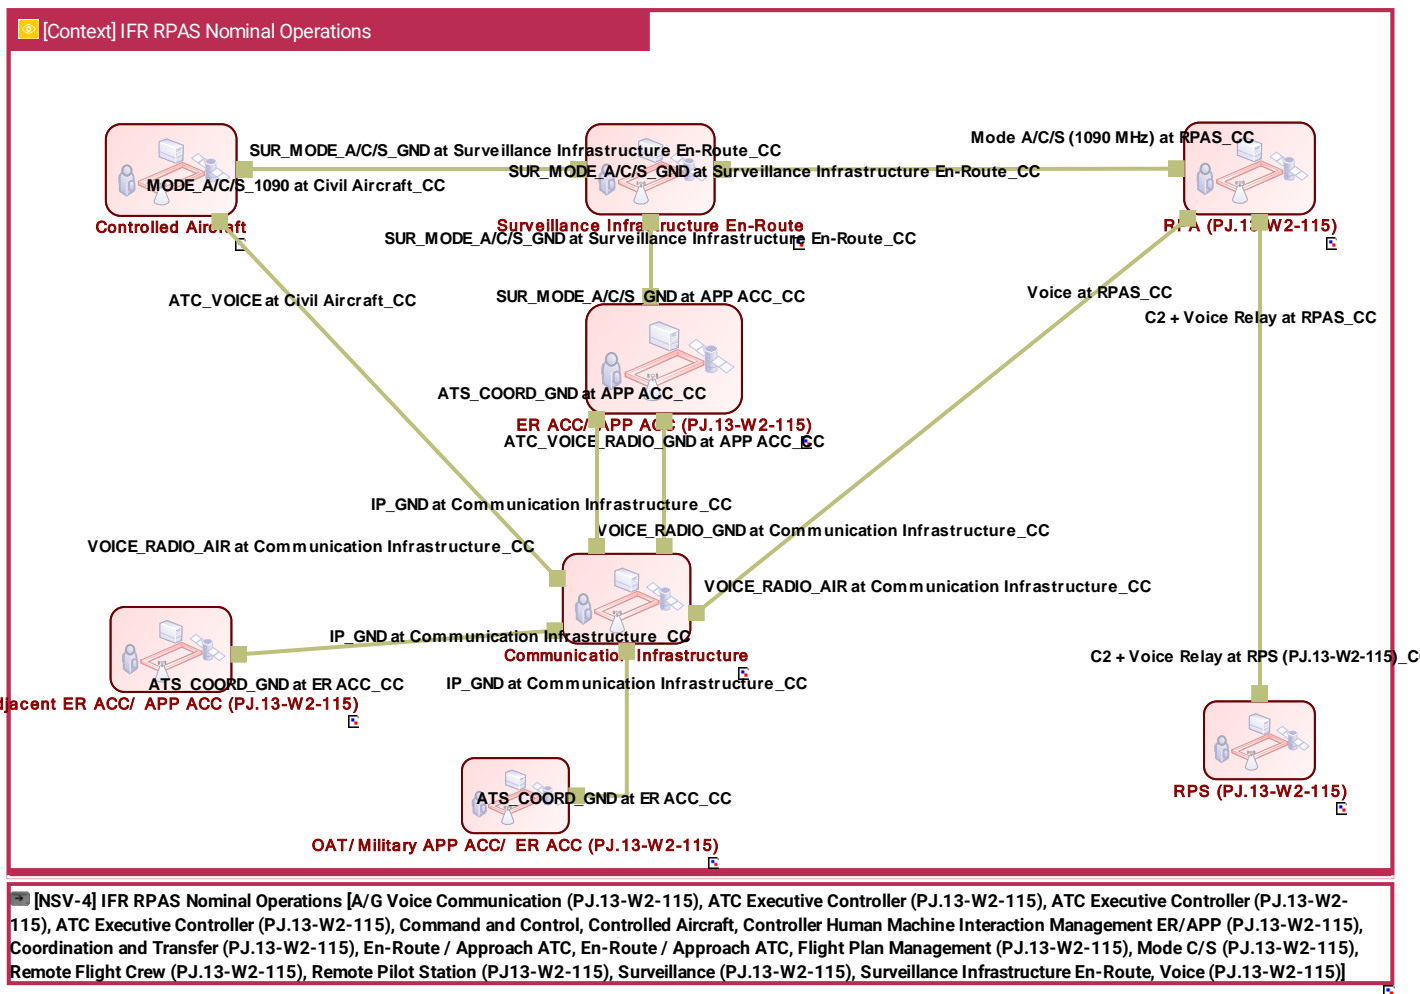 [Context] IFR RPAS Nominal Operations
Mode A/C/S (1090 MHz) at RPAS_CC
SUR_MODE_A/C/S_GND at Surveillance Infrastructure En-Route_CC
SUR_MODE_A/C/S_GND at Surveillance Infrastructure En-Route_CC
MODE_A/C/S_1090 at Civil Aircraft_CC
Controlled Aircraft
Surveillance Infrastructure En-Route
RPA (PJ.13-W2-115)
SUR_MODE_A/C/S_GND at Surveillance Infrastructure En-Route_CC
ATC_VOICE at Civil Aircraft_CC
SUR_MODE_A/C/S_GND at APP ACC_CC
Voice at RPAS_CC
C2 + Voice Relay at RPAS_CC
ATS_COORD_GND at APP ACC_CC
ER ACC/ APP ACC (PJ.13-W2-115)
ATC_VOICE_RADIO_GND at APP ACC_CC
IP_GND at Communication Infrastructure_CC
VOICE_RADIO_GND at Communication Infrastructure_CC
VOICE_RADIO_AIR at Communication Infrastructure_CC
VOICE_RADIO_AIR at Communication Infrastructure_CC
IP_GND at Communication Infrastructure_CC
Communication Infrastructure
C2 + Voice Relay at RPS (PJ.13-W2-115)_C
ATS_COORD_GND at ER ACC_CC
IP_GND at Communication Infrastructure_CC
djacent ER ACC/ APP ACC (PJ.13-W2-115)
RPS (PJ.13-W2-115)
ATS_COORD_GND at ER ACC_CC
OAT/ Military APP ACC/ ER ACC (PJ.13-W2-115)
[NSV-4] IFR RPAS Nominal Operations [A/G Voice Communication (PJ.13-W2-115), ATC Executive Controller (PJ.13-W2-115), ATC Executive Controller (PJ.13-W2-
115), ATC Executive Controller (PJ.13-W2-115), Command and Control, Controlled Aircraft, Controller Human Machine Interaction Management ER/APP (PJ.13-W2-115),
Coordination and Transfer (PJ.13-W2-115), En-Route / Approach ATC, En-Route / Approach ATC, Flight Plan Management (PJ.13-W2-115), Mode C/S (PJ.13-W2-115),
Remote Flight Crew (PJ.13-W2-115), Remote Pilot Station (PJ13-W2-115), Surveillance (PJ.13-W2-115), Surveillance Infrastructure En-Route, Voice (PJ.13-W2-115)]